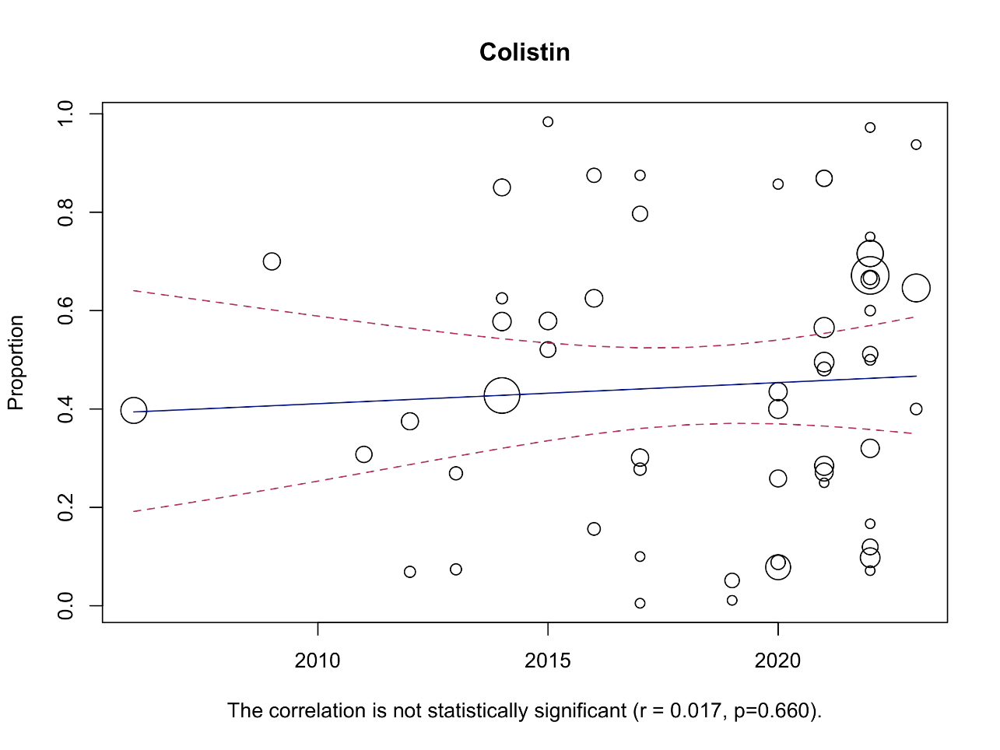 Colistin
Proportion
1.0
0.8
0.6
0.4
0.2
0.0
2010 2015 2020
The correlation is not statistically significant (r = 0.017, p=0.660).